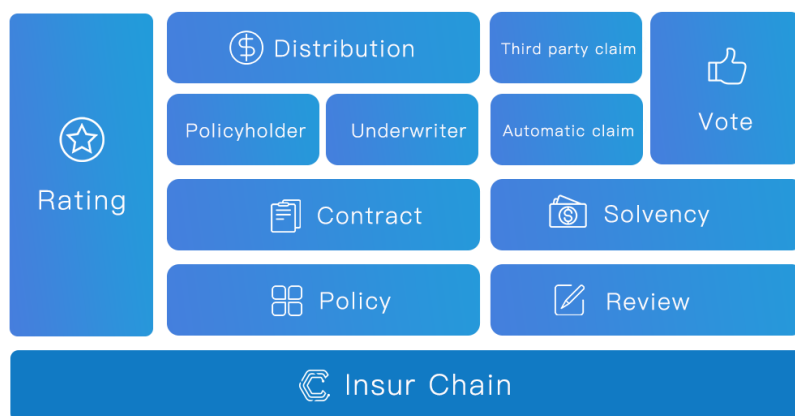 Rating
Distribution
Third party claim
Vote
Policyholder
Underwriter
Automatic claim
Contract
Solvency
Policy
Review
Insur Chain